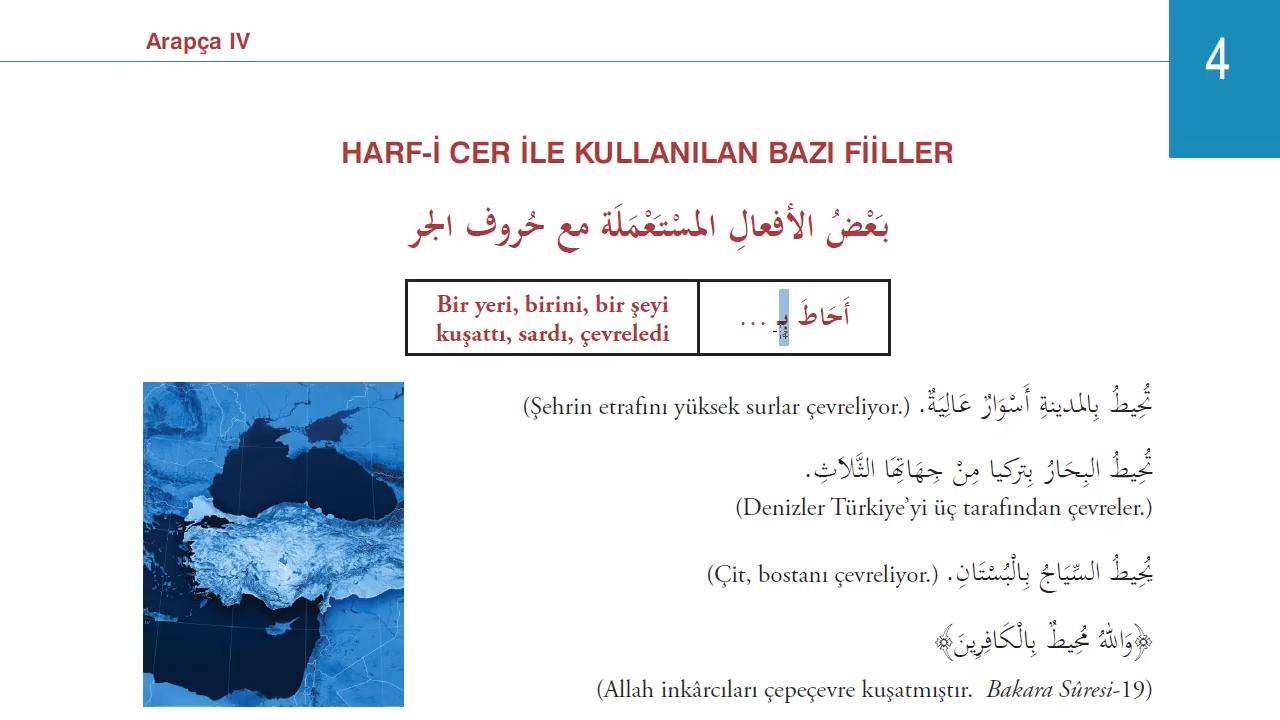 Arapça IV
4
HARF-İ CER İLE KULLANILAN BAZI FİİLLER
بَعْضُ الأفعالِ المسْتَعْمَلَة مع حُروف الجر
أَحَاطَ بِـ ...
Bir yeri, birini, bir şeyi
kuşattı, sardı, çevreledi
تُحِيطُ بِالمدينةِ أَسْوَارٌ عَالِيَةٌ. (Şehrin etrafını yüksek surlar çevreliyor.)
تُحِيطُ البِحَارُ بِتركيا مِنْ جِهَاتِهَا الثَّلَاثِ.
(Denizler Türkiye’yi üç tarafından çevreler.)
يُحِيطُ السِّيَاجُ بِالْبُسْتَانِ. (Çit, bostanı çevreliyor.)
﴿وَاللهُ مُحِيطٌ بِالْكَافِرِينَ﴾
(Allah inkârcıları çepeçevre kuşatmıştır. Bakara Sûresi-19)